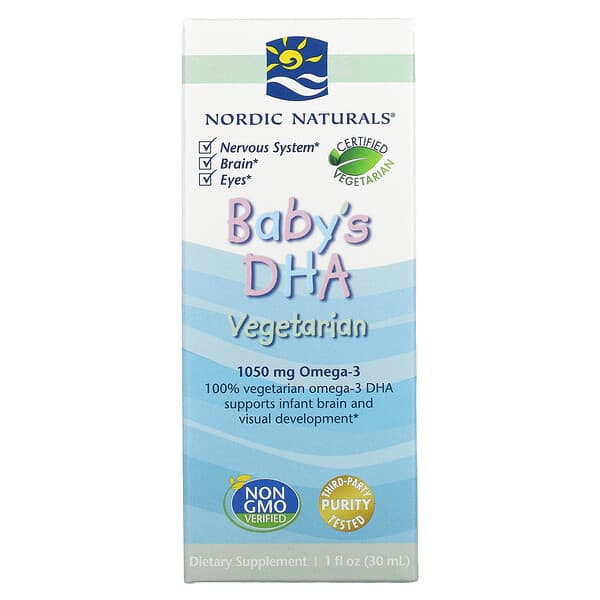 NORDIC NATURALS®
Nervous System*
Brain*
Eyes*
CERTIFIED
VEGETARIAN
Baby's
DHA
Vegetarian
1050 mg Omega-3
100% vegetarian omega-3 DHA
supports infant brain and
visual development*
NON
GMO
VERIFIED
THIRD-PARTY
PURITY
TESTED
Dietary Supplement | 1 fl oz (30 mL)